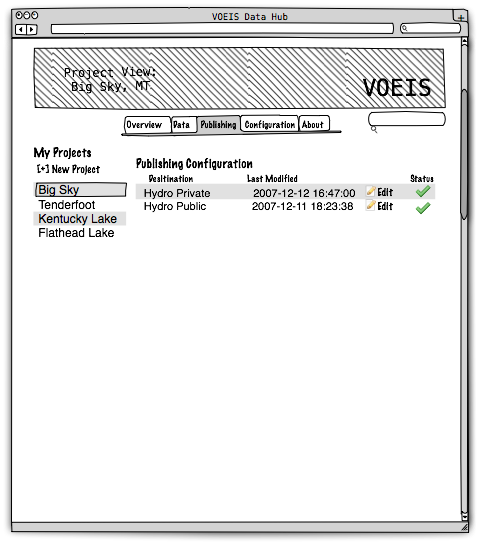 VOEIS Data Hub
Project View:
Big Sky, MT
VOEIS
Overview Data Publishing Configuration About
My Projects
[+] New Project
Big Sky
Tenderfoot
Kentucky Lake
Flathead Lake
Publishing Configuration
Desitination Last Modified Status
Hydro Private 2007-12-12 16:47:00 Edit
Hydro Public 2007-12-11 18:23:38 Edit